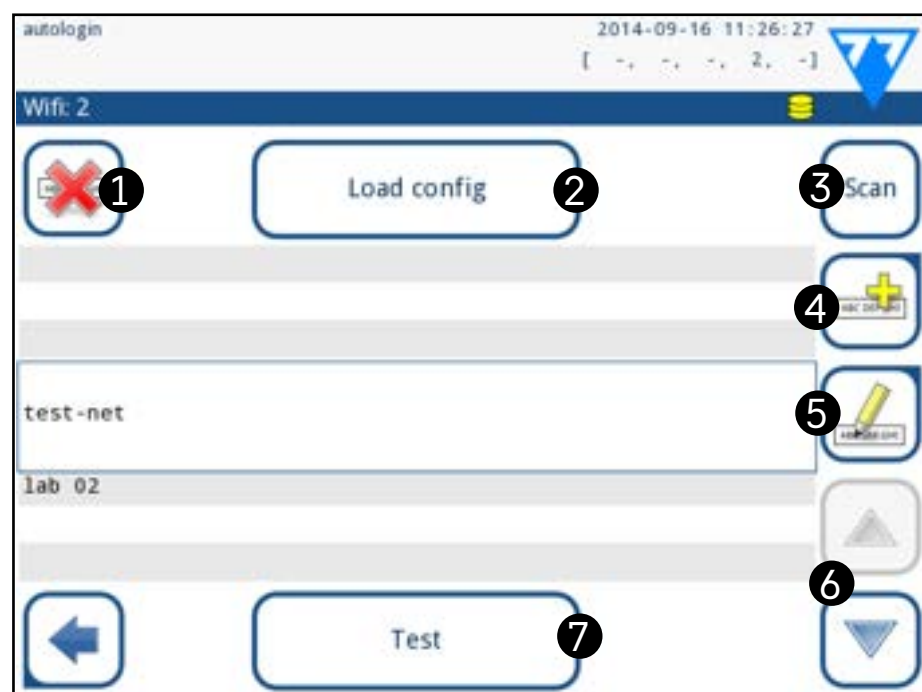 autologin 2014-09-16 11:26:27
[ -, -, -, 2, -]
77
Wifi: 2
1
Load config 2
3 Scan
4
test-net
5
lab 02
6
Test 7